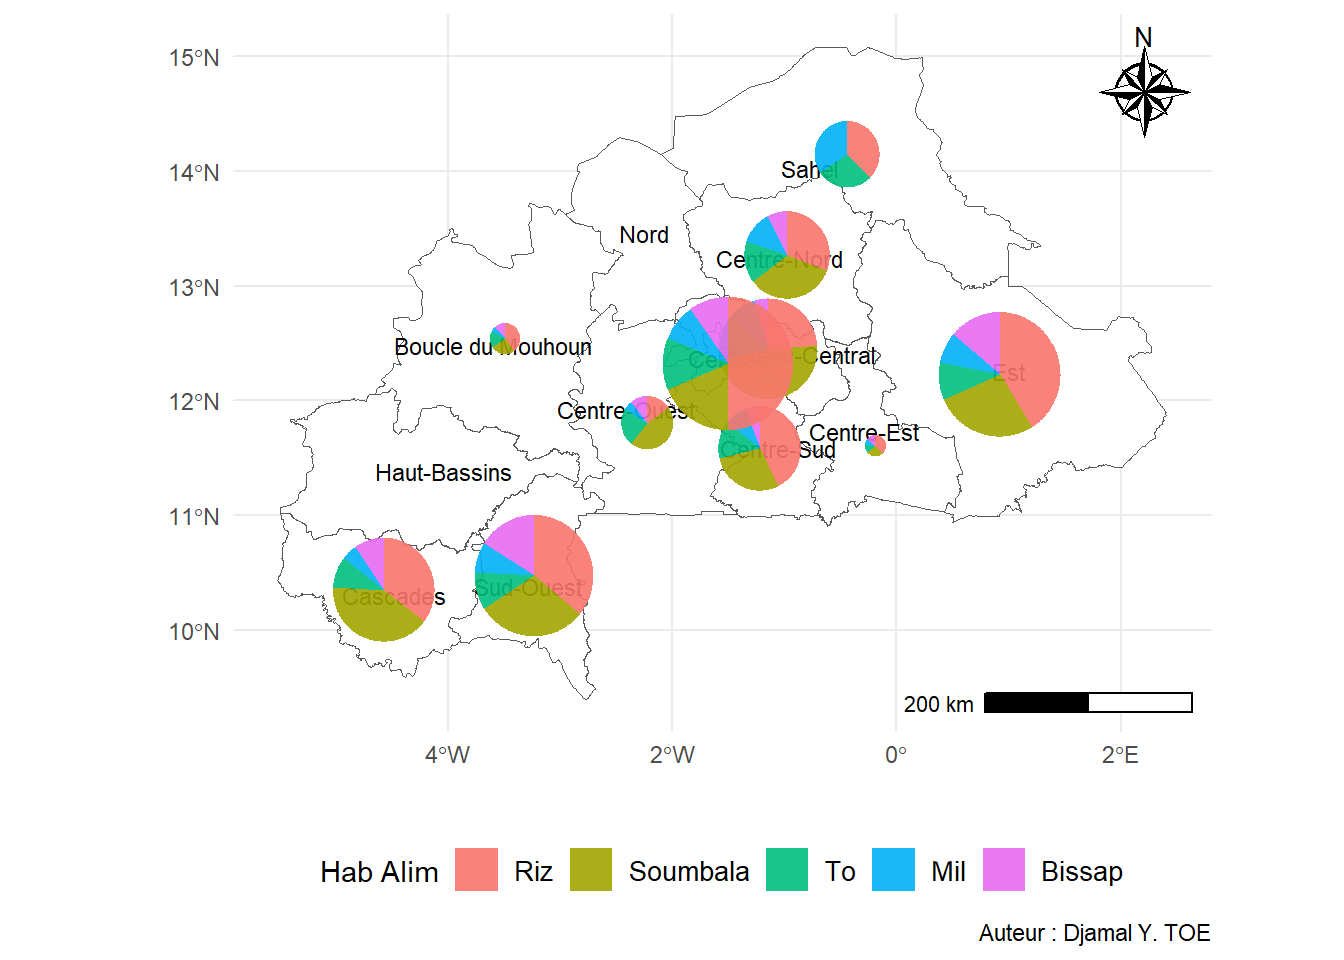 N
15°N
14°N
13°N
12°N
11°N
10°N
Sahel
Nord
Centre-Nord
Boucle du Mouhoun
-Central
Est
Centre-Ouest
Centre-Est
Centre-Sud
Haut-Bassins
Sud-Ouest
Cascades
200 km
4°W 2°W 0° 2°E
Hab Alim Riz Soumbala To Mil Bissap
Auteur : Djamal Y. TOE